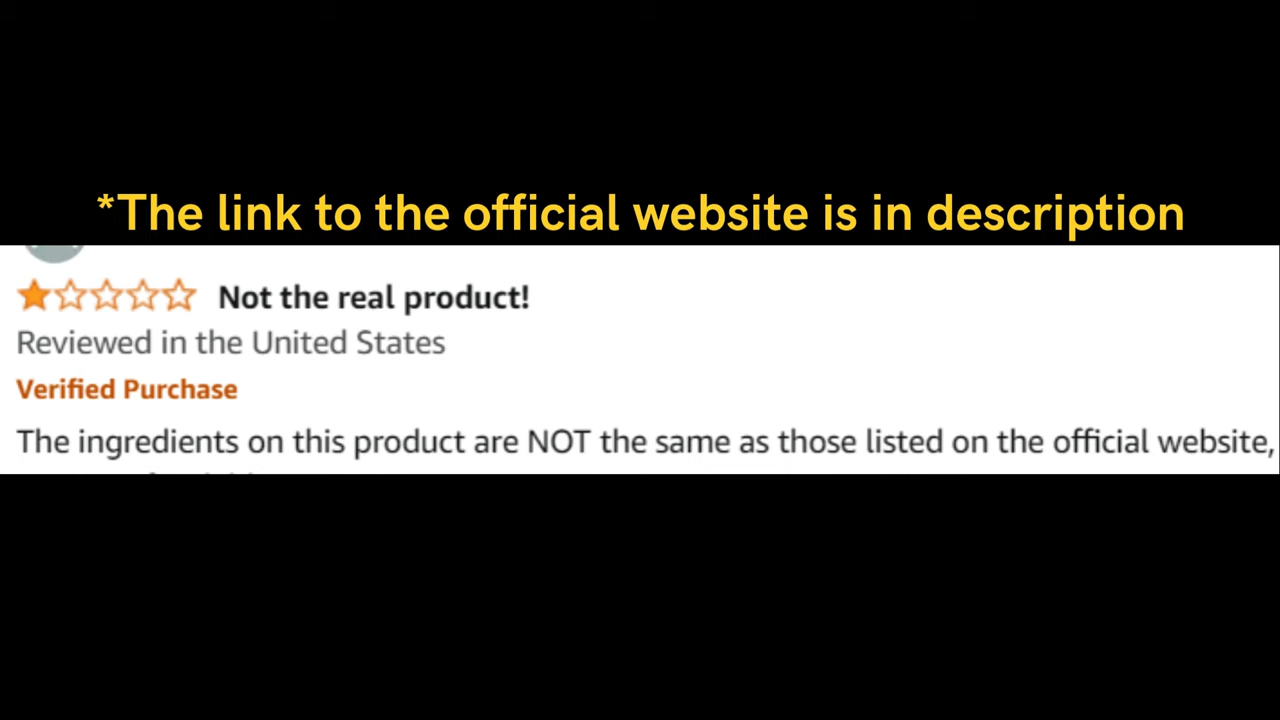 *The link to the official website is in description
Not the real product!
Reviewed in the United States
Verified Purchase
The ingredients on this product are NOT the same as those listed on the official website,